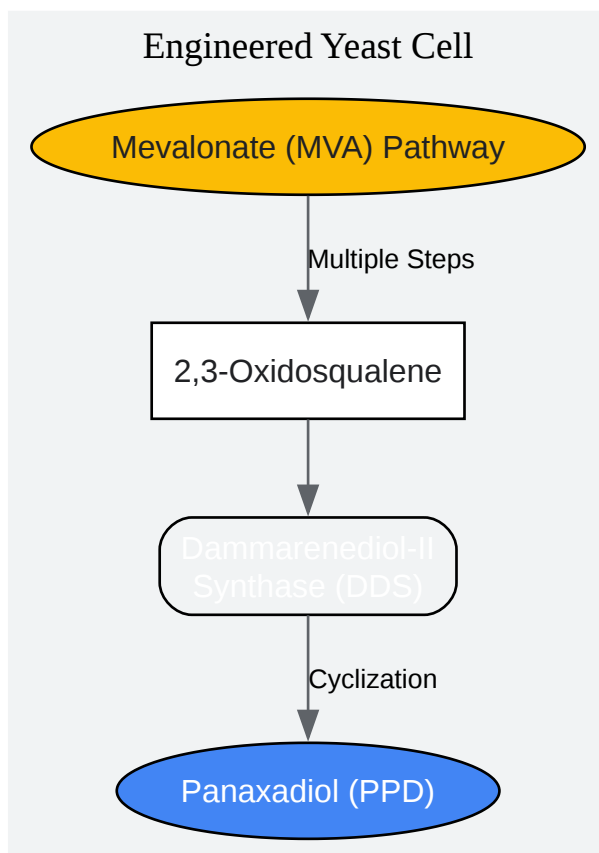 Engineered Yeast Cell
Mevalonate (MVA) Pathway
Multiple Steps
2,3-Oxidosqualene
Dammarenediol-II
Synthase (DDS)
Cyclization
Panaxadiol (PPD)